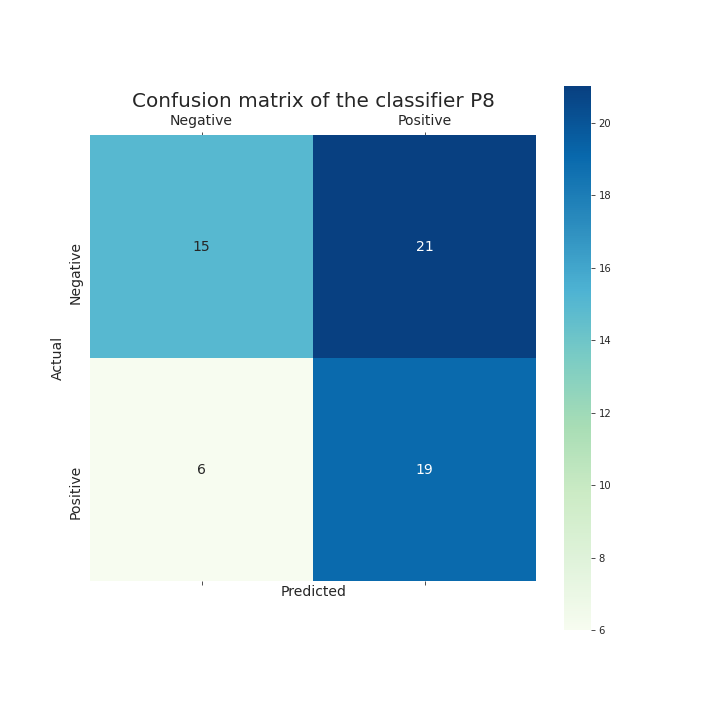 Confusion matrix of the classifier P8
Negative Positive
Actual
Negative
Positive
15 21
6 19
Predicted
20
18
16
14
12
10
8
6